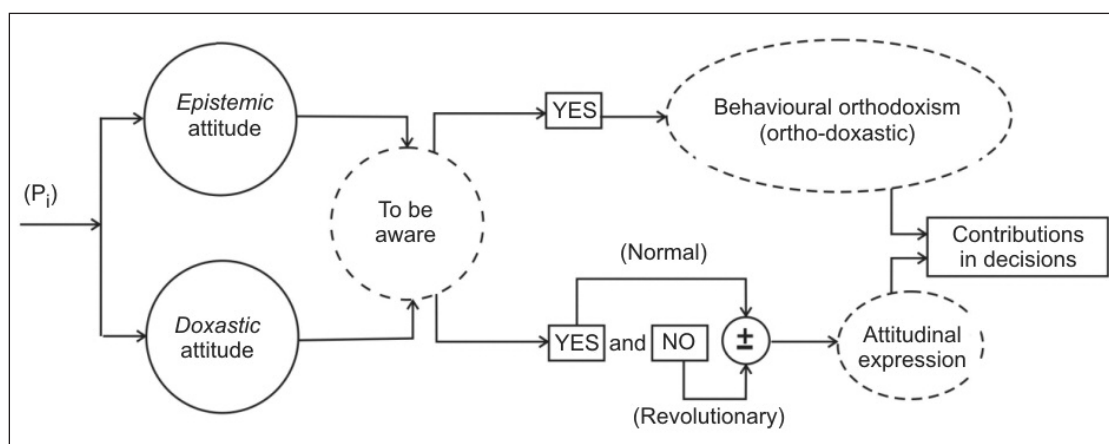 Epistemic
attitude
(Pi)
Doxastic
attitude
To be
aware
YES
Behavioural orthodoxism
(ortho-doxastic)
(Normal)
YES and NO
±
(Revolutionary)
Attitudinal
expression
Contributions
in decisions